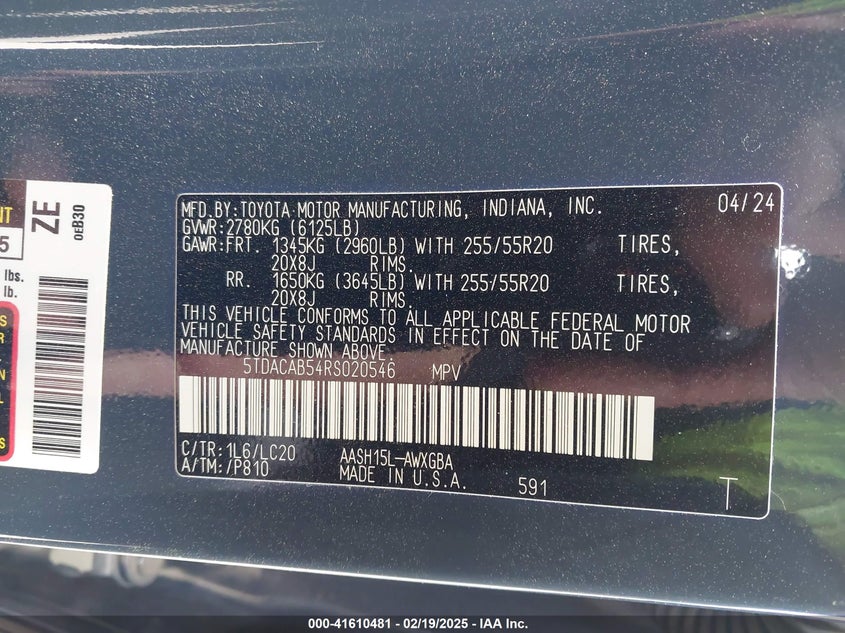 NT
5
lbs.
lb.
S
R
N
L
S
ZE
0EB30
MFD.BY:TOYOTA MOTOR MANUFACTURING, INDIANA, INC. 04/24
GVWR:2780KG (6125LB)
GAWR:FRT. 1345KG (2960LB) WITH 255/55R20 TIRES,
20X8J RIMS.
RR. 1650KG (3645LB) WITH 255/55R20 TIRES,
20X8J RIMS.
THIS VEHICLE CONFORMS TO ALL APPLICABLE FEDERAL MOTOR
VEHICLE SAFETY STANDARDS IN EFFECT ON THE DATE OF
MANUFACTURE SHOWN ABOVE.
5TDACAB54RS020546 MPV
C/TR:1L6/LC20 AASH15L-AWXGBA
A/TM:/P810 MADE IN U.S.A. 591 T
000-41610481 - 02/19/2025 - IAA Inc.